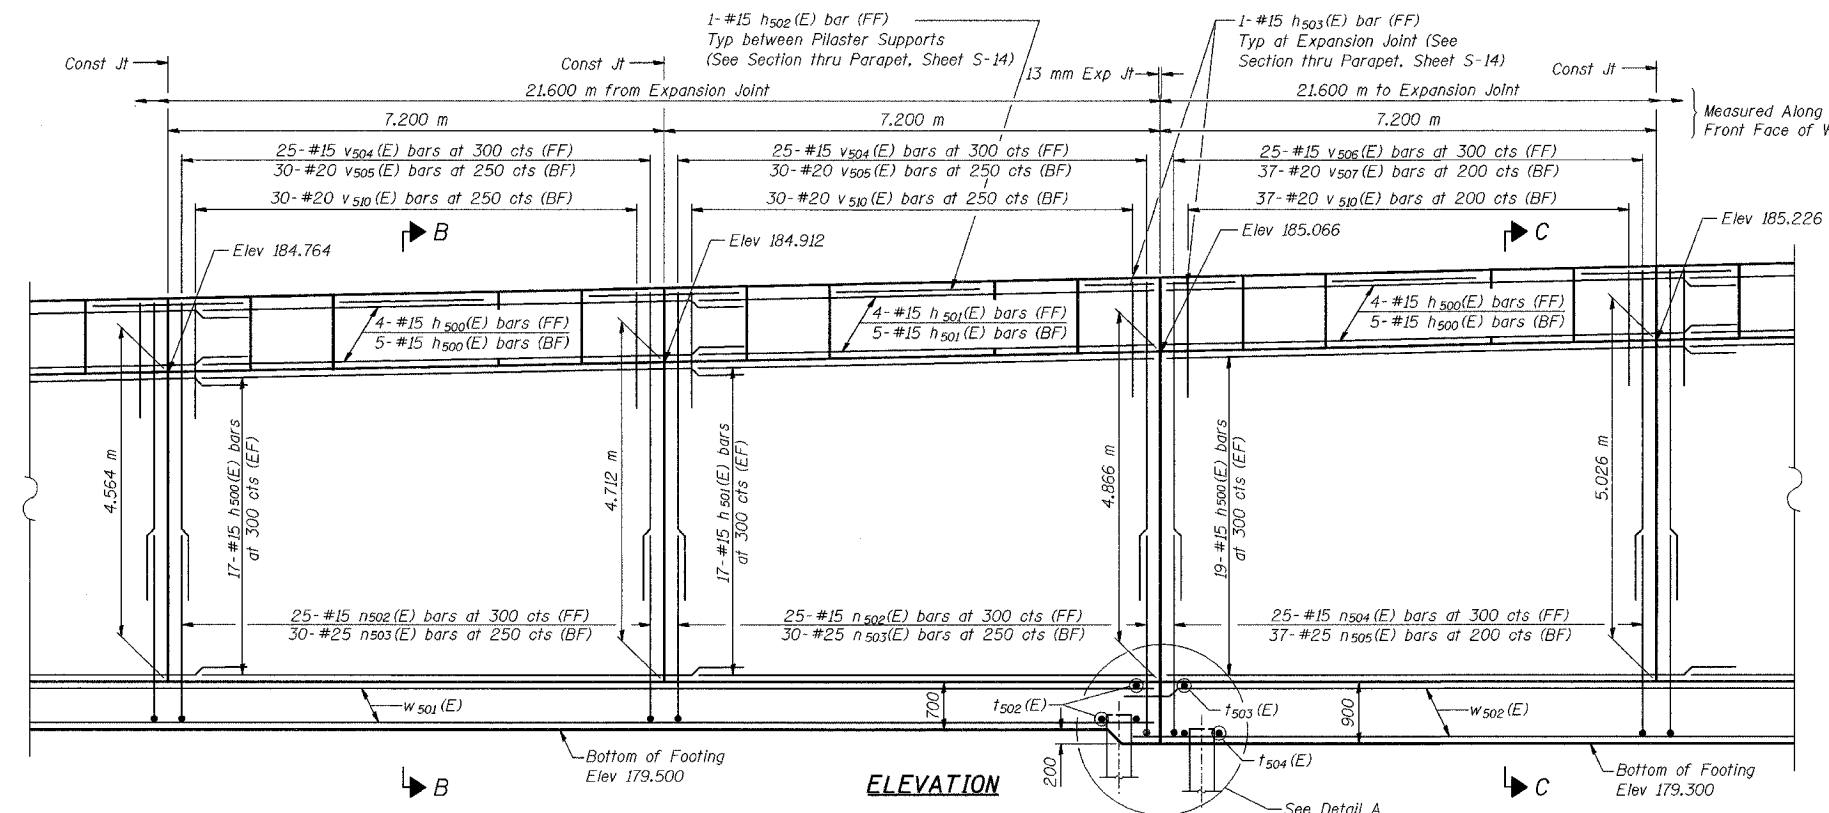 1-#15 h502(E) bar (FF)
Typ between Pilaster Supports
(See Section thru Parapet, Sheet S-14)
1-#15 h503(E) bar (FF)
Typ at Expansion Joint (See
Section thru Parapet, Sheet S-14)
Const Jt
Const Jt
13 mm Exp Jt
Const Jt
21.600 m from Expansion Joint
21.600 m to Expansion Joint
Measured Along
Front Face of
7.200 m
7.200 m
7.200 m
25-#15 v504(E) bars at 300 cts (FF)
30-#20 v505(E) bars at 250 cts (BF)
25-#15 v504(E) bars at 300 cts (FF)
30-#20 v505(E) bars at 250 cts (BF)
25-#15 v506(E) bars at 300 cts (FF)
37-#20 v507(E) bars at 200 cts (BF)
30-#20 v510(E) bars at 250 cts (BF)
30-#20 v510(E) bars at 250 cts (BF)
37-#20 v510(E) bars at 200 cts (BF)
B
C
Elev 184.764
Elev 184.912
Elev 185.066
Elev 185.226
4-#15 h500(E) bars (FF)
5-#15 h500(E) bars (BF)
4-#15 h501(E) bars (FF)
5-#15 h501(E) bars (BF)
4-#15 h500(E) bars (FF)
5-#15 h500(E) bars (BF)
4.564 m
17-#15 h500(E) bars
at 300 cts (EF)
4.712 m
17-#15 h501(E) bars
at 300 cts (EF)
4.866 m
19-#15 h500(E) bars
at 300 cts (EF)
5.026 m
25-#15 n502(E) bars at 300 cts (FF)
30-#25 n503(E) bars at 250 cts (BF)
25-#15 n502(E) bars at 300 cts (FF)
30-#25 n503(E) bars at 250 cts (BF)
25-#15 n504(E) bars at 300 cts (FF)
37-#25 n505(E) bars at 200 cts (BF)
w501(E)
700
t502(E)
t503(E)
900
w502(E)
Bottom of Footing
Elev 179.500
200
t504(E)
Bottom of Footing
Elev 179.300
B
ELEVATION
C
See Detail A